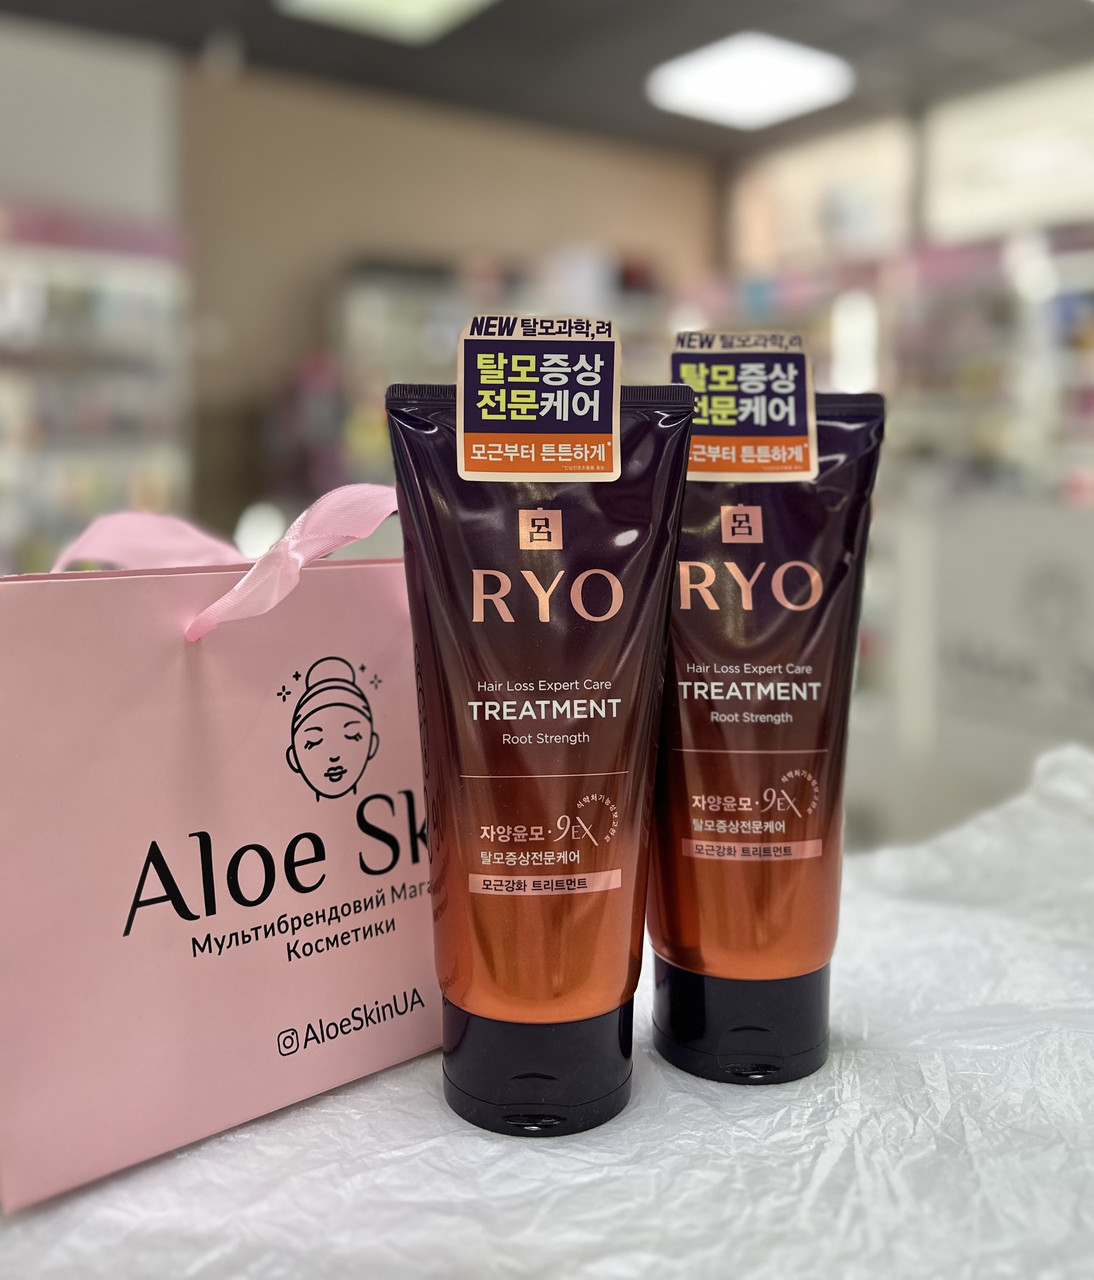 Aloe Sk
Мультибрендовий Мага
Косметики
AloeSkinUA
NEW 탈모과학,려
탈모증상
전문케어
모근부터 튼튼하게*
呂
RYO
Hair Loss Expert Care
TREATMENT
Root Strength
자양윤모·9EX
탈모증상전문케어
모근강화 트리트먼트
NEW 탈모과학,려
탈모증상
전문케어
모근부터 튼튼하게*
呂
RYO
Hair Loss Expert Care
TREATMENT
Root Strength
자양윤모·9EX
탈모증상전문케어
모근강화 트리트먼트